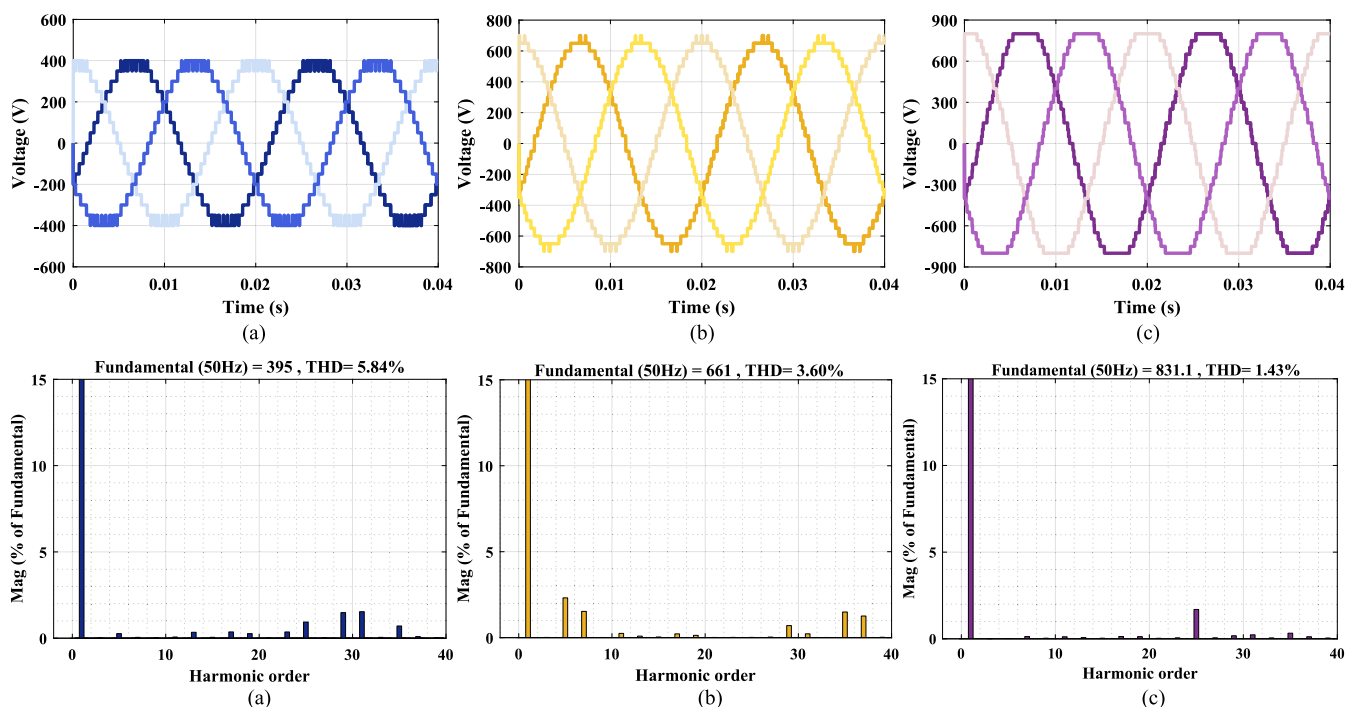 600
400
200
0
-200
-400
-600
Voltage (V)
0 0.01 0.02 0.03 0.04
Time (s)
(a)
800
600
400
200
0
-200
-400
-600
-800
Voltage (V)
0 0.01 0.02 0.03 0.04
Time (s)
(b)
900
600
300
0
-300
-600
-900
Voltage (V)
0 0.01 0.02 0.03 0.04
Time (s)
(c)
Fundamental (50Hz) = 395 , THD= 5.84%
15
10
5
0
Mag (% of Fundamental)
0 10 20 30 40
Harmonic order
(a)
Fundamental (50Hz) = 661 , THD= 3.60%
15
10
5
0
Mag (% of Fundamental)
0 10 20 30 40
Harmonic order
(b)
Fundamental (50Hz) = 831.1 , THD= 1.43%
15
10
5
0
Mag (% of Fundamental)
0 10 20 30 40
Harmonic order
(c)